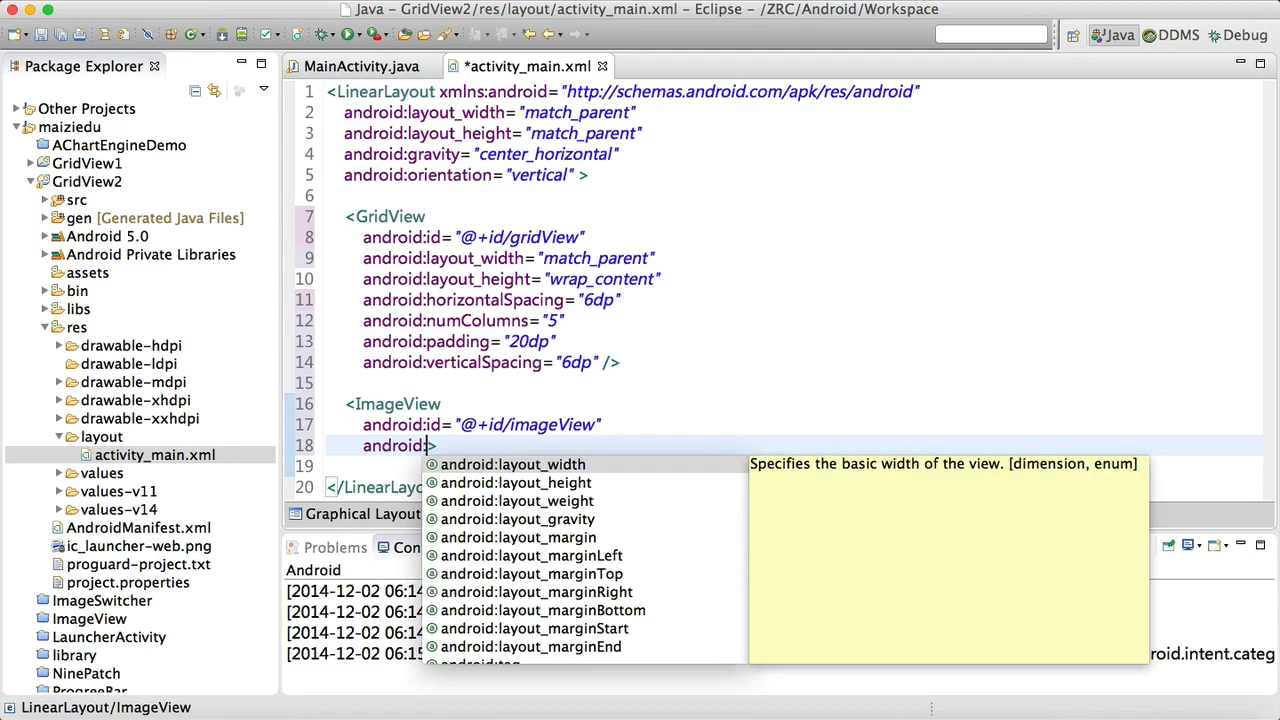 Java - GridView2/res/layout/activity_main.xml - Eclipse - /ZRC/Android/Workspace
Java DDMS Debug
Package Explorer
Other Projects
maiziedu
AChartEngineDemo
GridView1
GridView2
src
gen [Generated Java Files]
Android 5.0
Android Private Libraries
assets
bin
libs
res
drawable-hdpi
drawable-ldpi
drawable-mdpi
drawable-xhdpi
drawable-xxhdpi
layout
activity_main.xml
values
values-v11
values-v14
AndroidManifest.xml
ic_launcher-web.png
proguard-project.txt
project.properties
ImageSwitcher
ImageView
LauncherActivity
library
NinePatch
ProgreeBar
MainActivity.java *activity_main.xml
1 <LinearLayout xmlns:android="http://schemas.android.com/apk/res/android"
2 android:layout_width="match_parent"
3 android:layout_height="match_parent"
4 android:gravity="center_horizontal"
5 android:orientation="vertical" >
6
7 <GridView
8 android:id="@+id/gridView"
9 android:layout_width="match_parent"
10 android:layout_height="wrap_content"
11 android:horizontalSpacing="6dp"
12 android:numColumns="5"
13 android:padding="20dp"
14 android:verticalSpacing="6dp" />
15
16 <ImageView
17 android:id="@+id/imageView"
18 android:>
19
20 </LinearLayou
android:layout_width
android:layout_height
android:layout_weight
android:layout_gravity
android:layout_margin
android:layout_marginLeft
android:layout_marginTop
android:layout_marginRight
android:layout_marginBottom
android:layout_marginStart
android:layout_marginEnd
android:tag
Specifies the basic width of the view. [dimension, enum]
Graphical Layout
Problems Con
Android
[2014-12-02 06:14
[2014-12-02 06:14
[2014-12-02 06:14
[2014-12-02 06:15 roid.intent.categ
LinearLayout/ImageView